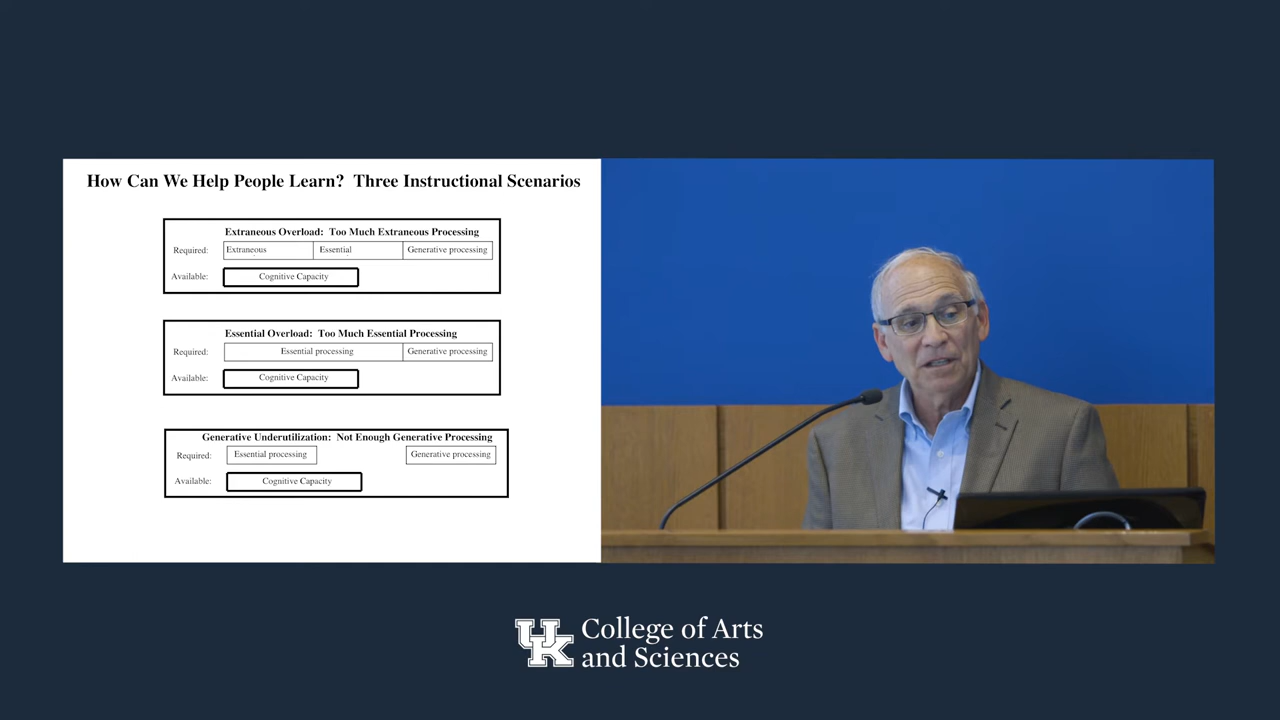 How Can We Help People Learn? Three Instructional Scenarios
Extraneous Overload: Too Much Extraneous Processing
Required: Extraneous Essential Generative processing
Available: Cognitive Capacity
Essential Overload: Too Much Essential Processing
Required: Essential processing Generative processing
Available: Cognitive Capacity
Generative Underutilization: Not Enough Generative Processing
Required: Essential processing Generative processing
Available: Cognitive Capacity
UK College of Arts
and Sciences